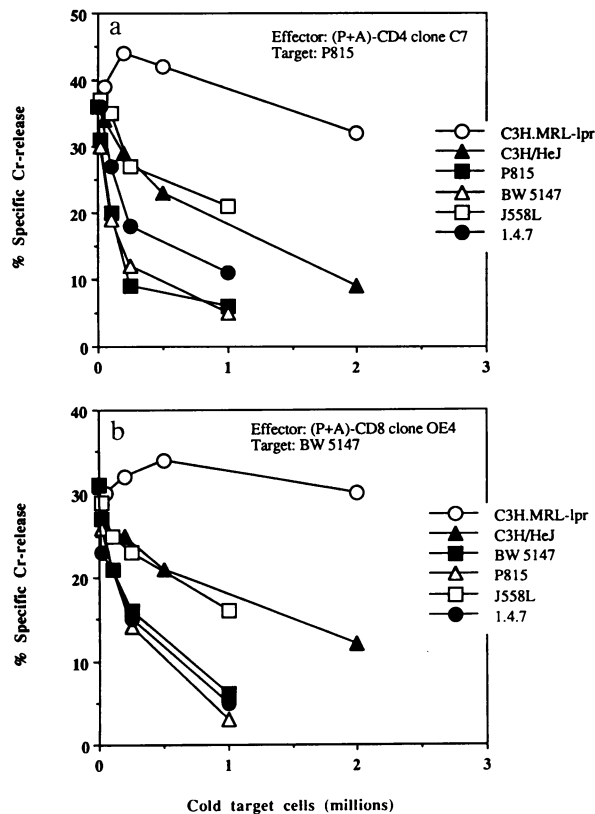 a
Effector: (P+A)-CD4 clone C7
Target: P815
50
40
30
20
10
0
% Specific Cr-release
0 1 2 3
C3H.MRL-lpr
C3H/HeJ
P815
BW 5147
J558L
1.4.7
b
Effector: (P+A)-CD8 clone OE4
Target: BW 5147
40
30
20
10
0
% Specific Cr-release
0 1 2 3
C3H.MRL-lpr
C3H/HeJ
BW 5147
P815
J558L
1.4.7
Cold target cells (millions)